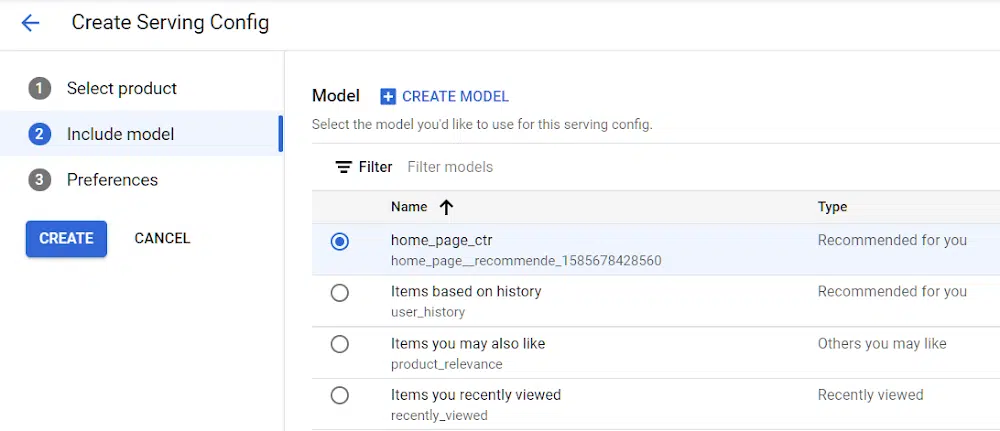 Create Serving Config
1 Select product
2 Include model
3 Preferences
CREATE CANCEL
Model CREATE MODEL
Select the model you'd like to use for this serving config.
Filter Filter models
Name Type
home_page_ctr Recommended for you
home_page__recommende_1585678428560
Items based on history Recommended for you
user_history
Items you may also like Others you may like
product_relevance
Items you recently viewed Recently viewed
recently_viewed